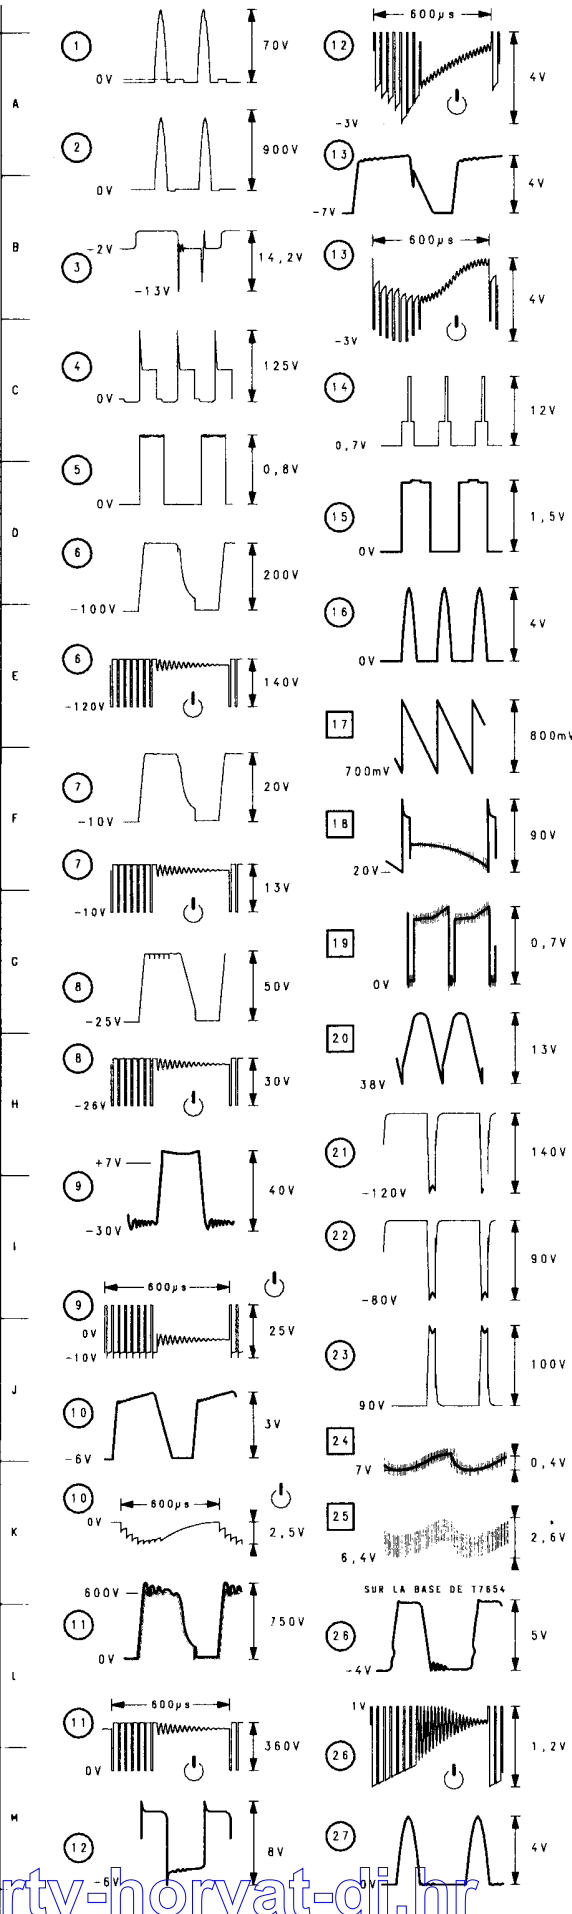 A
B
C
D
E
F
G
H
I
J
K
L
M
1
70V
0V
2
900V
0V
3
-2V
14,2V
-13V
4
125V
0V
5
0,8V
0V
6
200V
-100V
6
140V
-120V
7
20V
-10V
7
13V
-10V
8
50V
-25V
8
30V
-26V
9
+7V
40V
-30V
600µs
9
0V
25V
-10V
10
3V
-6V
10
600µs
0V
2,5V
600V
11
750V
0V
600µs
11
360V
0V
12
8V
-6V
600µs
12
4V
-3V
13
4V
-7V
600µs
13
4V
-3V
14
12V
0,7V
15
1,5V
0V
16
4V
0V
17
800mV
700mV
18
90V
20V
19
0,7V
0V
20
13V
38V
21
140V
-120V
22
90V
-80V
23
100V
90V
24
7V
0,4V
25
2,6V
6,4V
SUR LA BASE DE T7654
26
5V
-4V
1V
26
1,2V
27
4V
0V
rtv-horvat-dj.hr